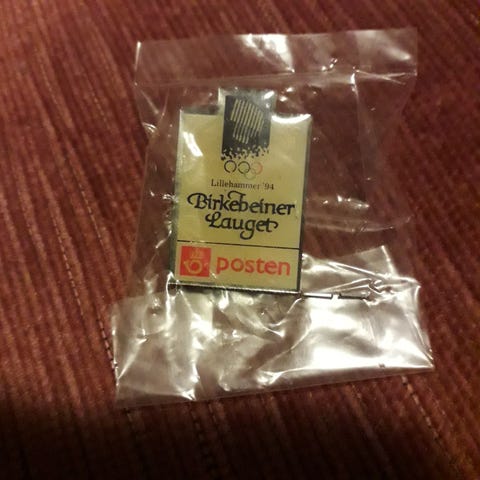 Lillehammer '94
Birkebeiner
Lauget
posten